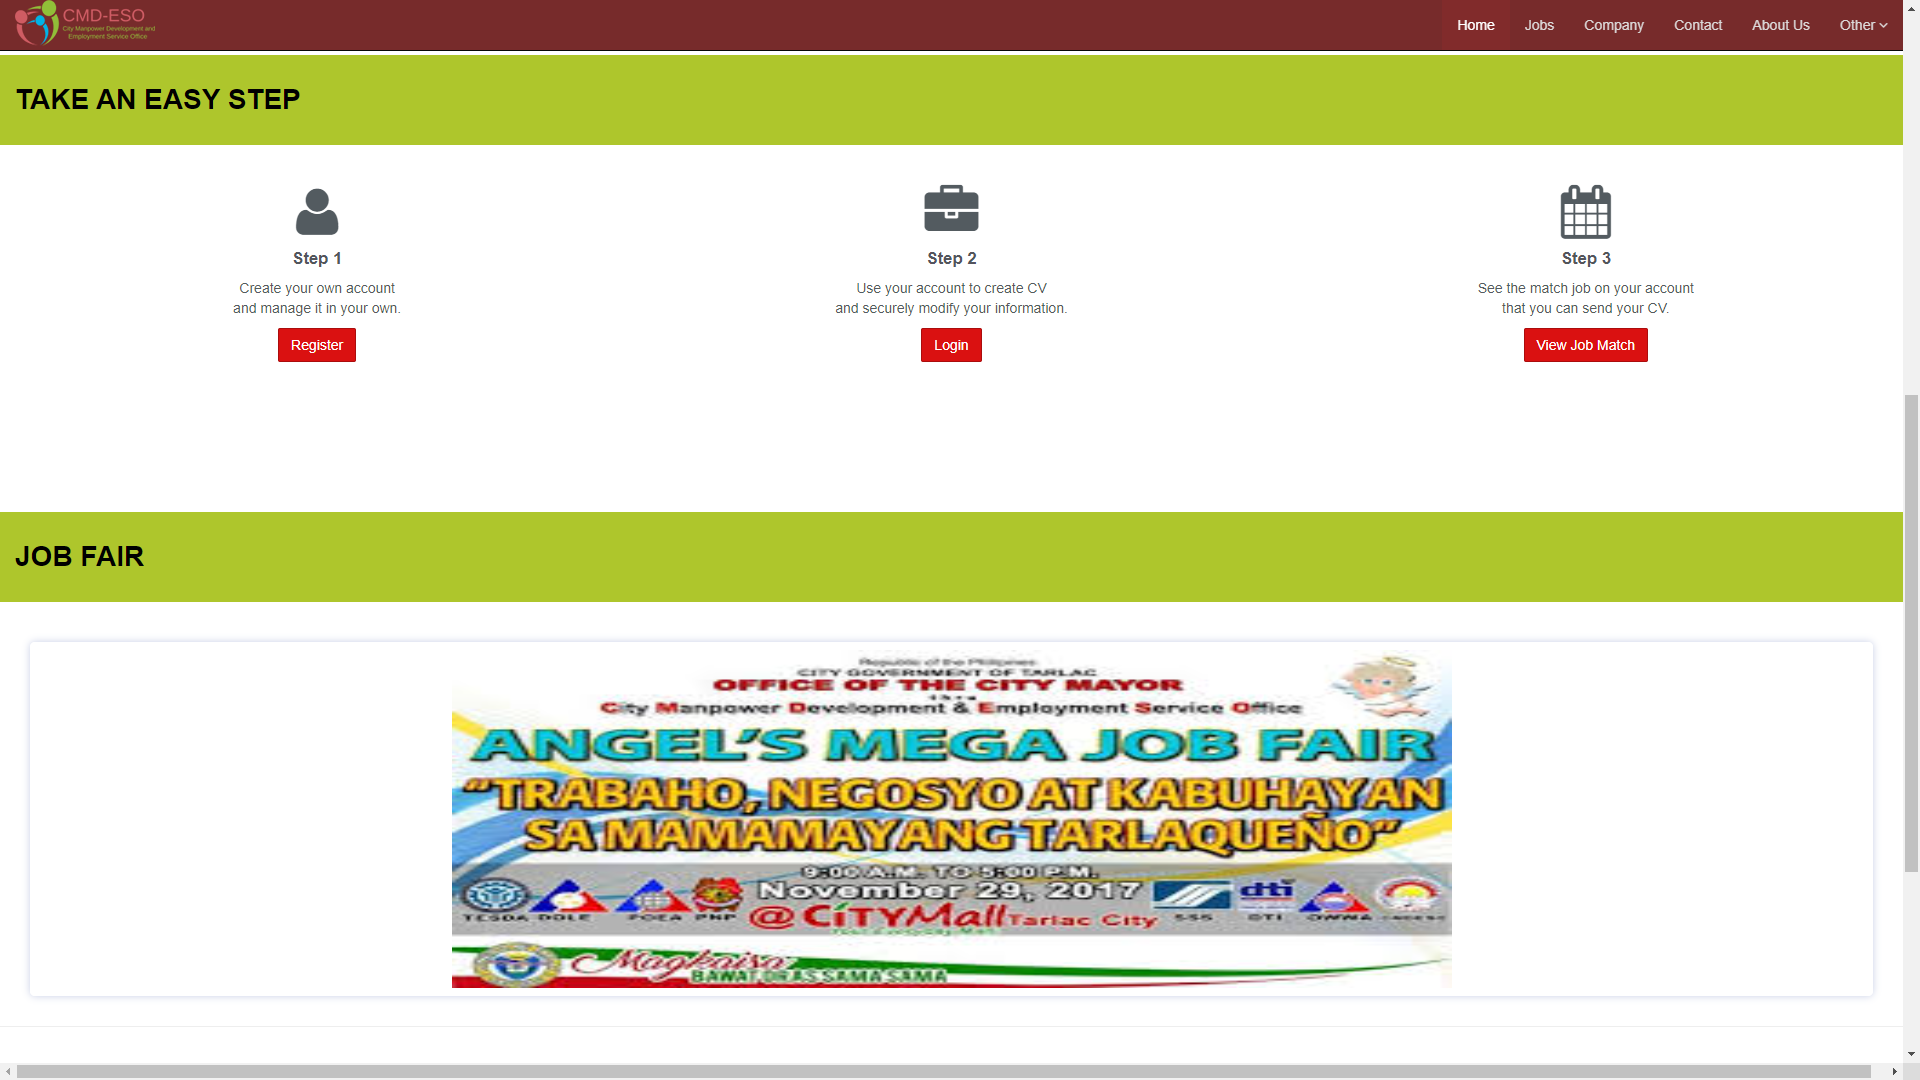 CMD-ESO
City Manpower Development and
Employment Service Office
Home
Jobs
Company
Contact
About Us
Other
TAKE AN EASY STEP
Step 1
Create your own account
and manage it in your own.
Register
Step 2
Use your account to create CV
and securely modify your information.
Login
Step 3
See the match job on your account
that you can send your CV.
View Job Match
JOB FAIR
Republic of the Philippines
CITY GOVERNMENT OF TARLAC
OFFICE OF THE CITY MAYOR
thru
City Manpower Development & Employment Service Office
ANGEL'S MEGA JOB FAIR
"TRABAHO, NEGOSYO AT KABUHAYAN
SA MAMAMAYANG TARLAQUEÑO"
9:00 A.M. TO 5:00 P.M.
November 29, 2017
@ CITYMall Tarlac City
TESDA DOLE POEA PNP
SSS
dti
DTI
OWWA
Magkaisa
BAWAT ORAS SAMA SAMA